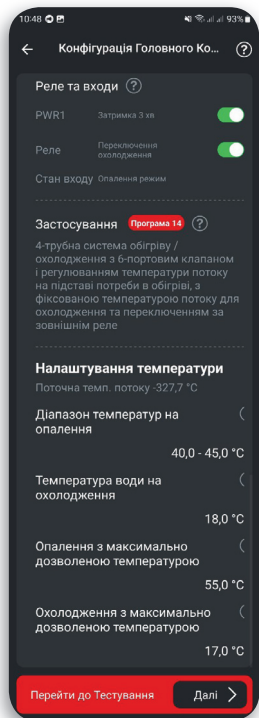 10:48
93%
Конфігурація Головного Ко...
Реле та входи
PWR1 Затримка 3 хв
Реле Переключення
охолодження
Стан входу Опалення режим
Застосування Програма 14
4-трубна система обігріву /
охолодження з 6-портовим клапаном
і регулюванням температури потоку
на підставі потреби в обігріві, з
фіксованою температурою потоку для
охолодження та переключенням за
зовнішнім реле
Налаштування температури
Поточна темп. потоку -327,7 °C
Діапазон температур на
опалення
40,0 - 45,0 °C
Температура води на
охолодження
18,0 °C
Опалення з максимально
дозволеною температурою
55,0 °C
Охолодження з максимально
дозволеною температурою
17,0 °C
Перейти до Тестування Далі